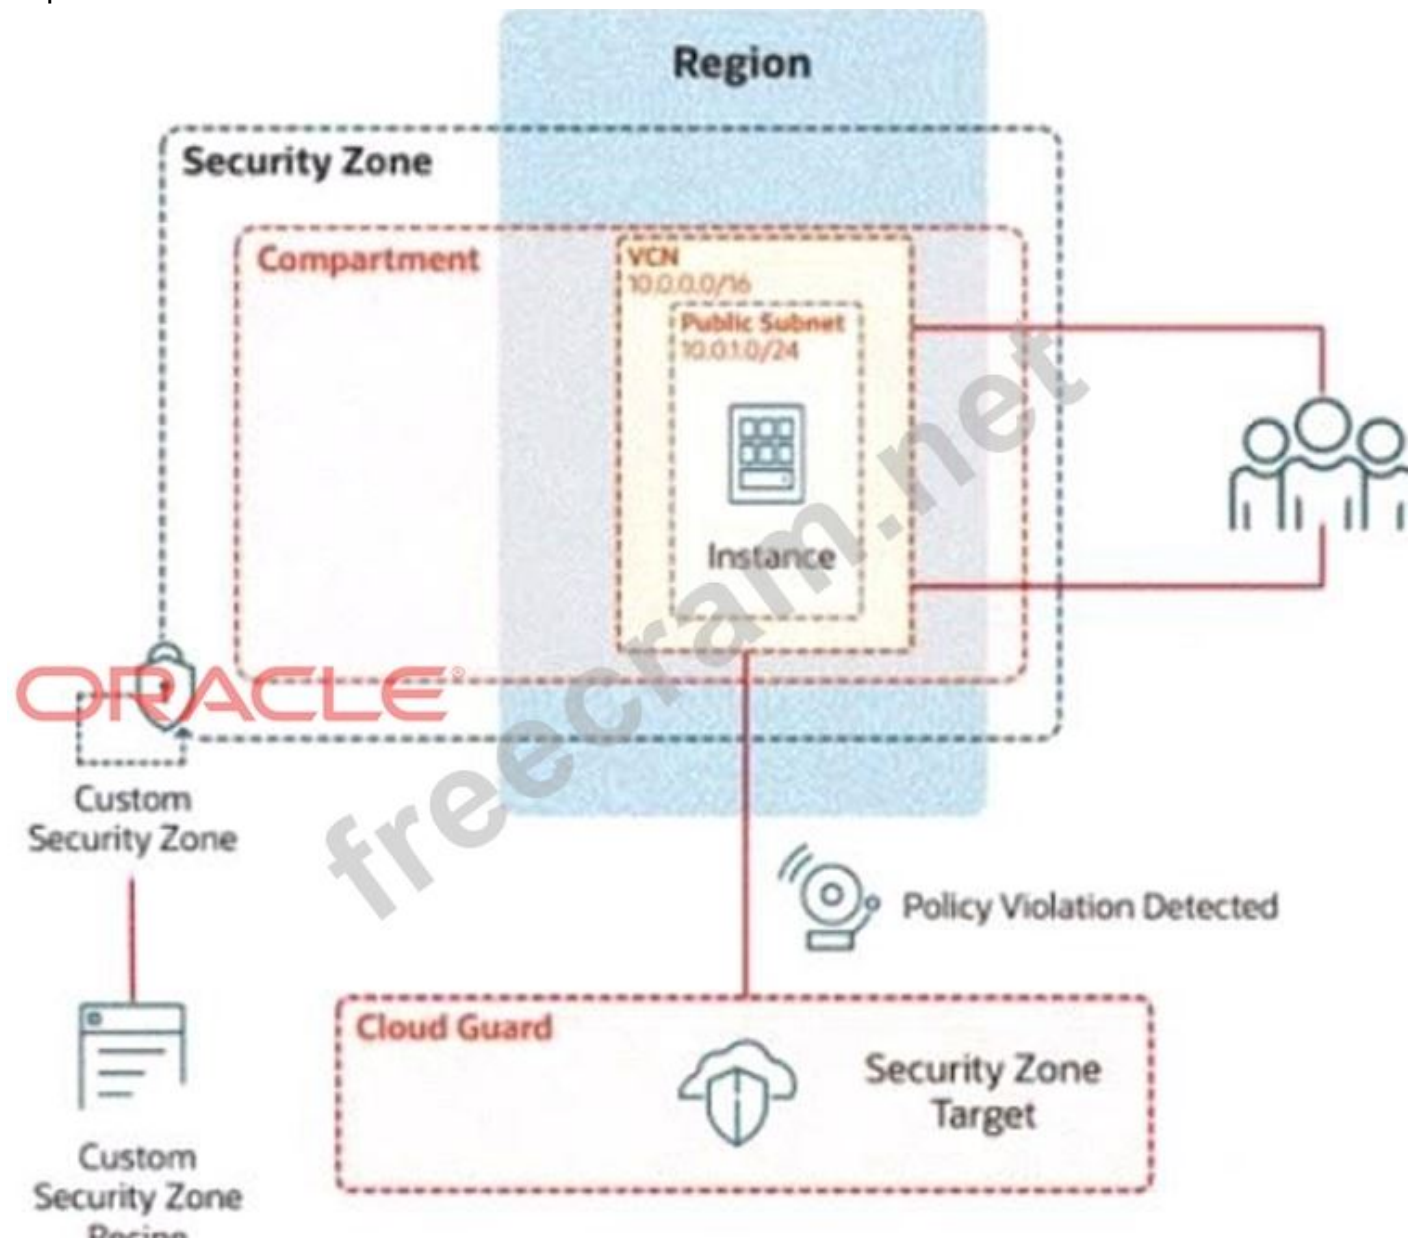 Region
Security Zone
Compartment
VCN
10.0.0.0/16
Public Subnet
10.0.1.0/24
Instance
freecram.net
ORACLE®
Custom
Security Zone
Policy Violation Detected
Cloud Guard
Security Zone
Target
Custom
Security Zone